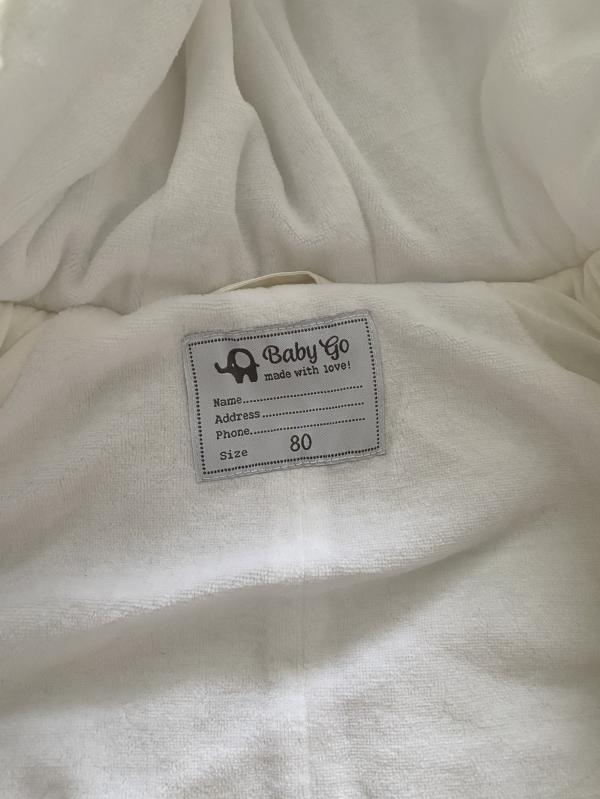 Baby Go
made with love!
Name................................
Address...........................
Phone..............................
Size 80